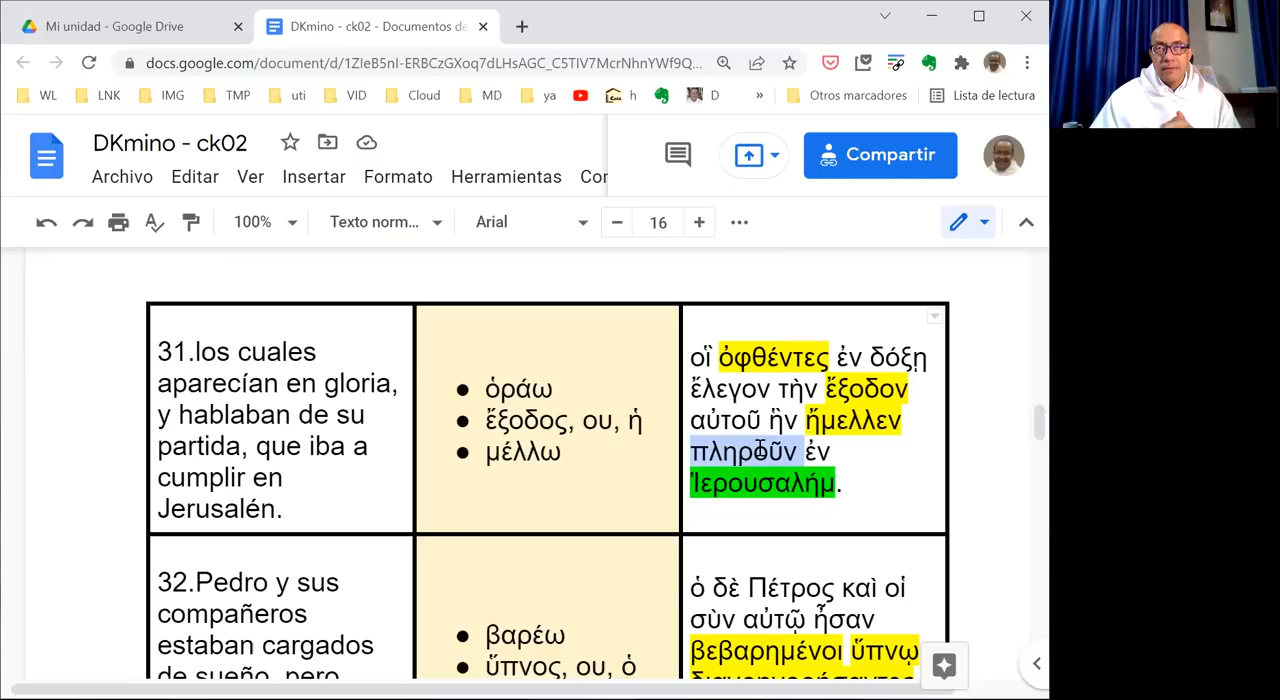 Mi unidad - Google Drive
DKmino - ck02 - Documentos de
docs.google.com/document/d/1ZIeB5nI-ERBCzGXoq7dLHsAGC_C5TIV7McrNhnYWf9Q...
WL LNK IMG TMP uti VID Cloud MD ya h D » Otros marcadores Lista de lectura
DKmino - ck02
Compartir
Archivo Editar Ver Insertar Formato Herramientas Cor
100% Texto norm... Arial 16
31.los cuales
aparecían en gloria,
y hablaban de su
partida, que iba a
cumplir en
Jerusalén.
ὁράω
ἔξοδος, ου, ἡ
μέλλω
οἳ ὀφθέντες ἐν δόξῃ
ἔλεγον τὴν ἔξοδον
αὐτοῦ ἣν ἤμελλεν
πληροῦν ἐν
Ἰερουσαλήμ.
32.Pedro y sus
compañeros
estaban cargados
de sueño, pero
βαρέω
ὕπνος, ου, ὁ
ὁ δὲ Πέτρος καὶ οἱ
σὺν αὐτῷ ἦσαν
βεβαρημένοι ὕπνῳ